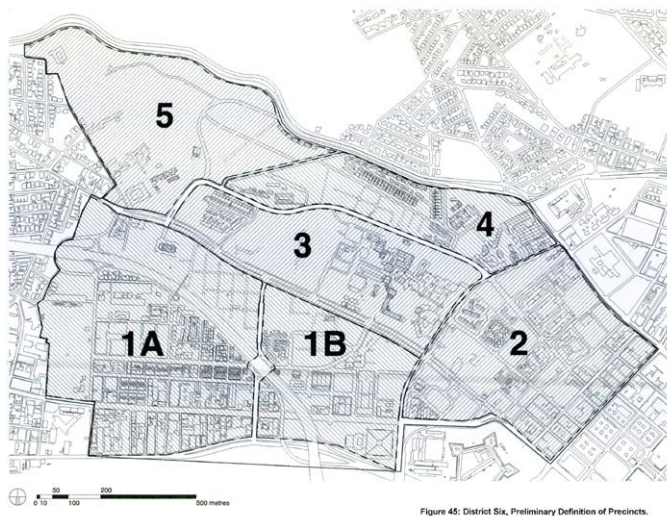 5
4
3
1A
1B
2
50 200
0 10 100 500 metres
Figure 45: District Six, Preliminary Definition of Precincts.